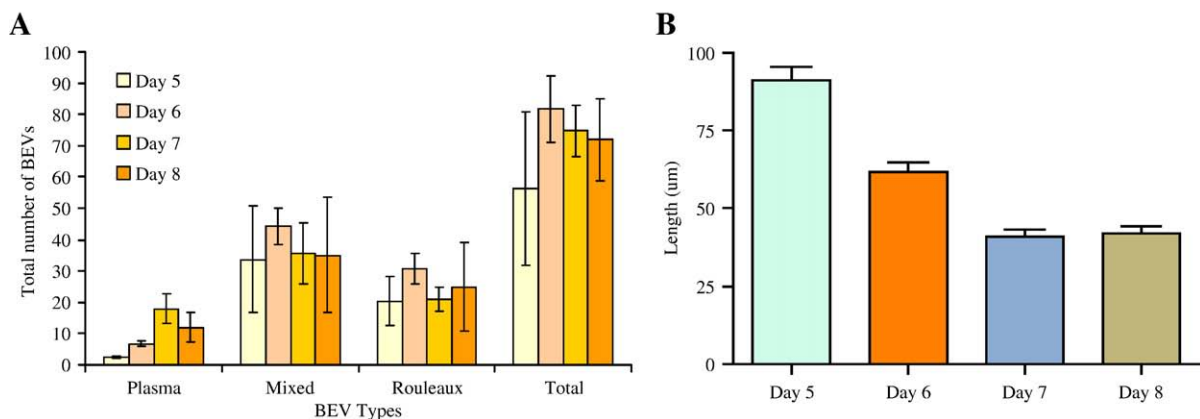 A
Total number of BEVs
100
90
80
70
60
50
40
30
20
10
0
Day 5
Day 6
Day 7
Day 8
Plasma Mixed Rouleaux Total
BEV Types
B
Length (um)
100
75
50
25
0
Day 5 Day 6 Day 7 Day 8